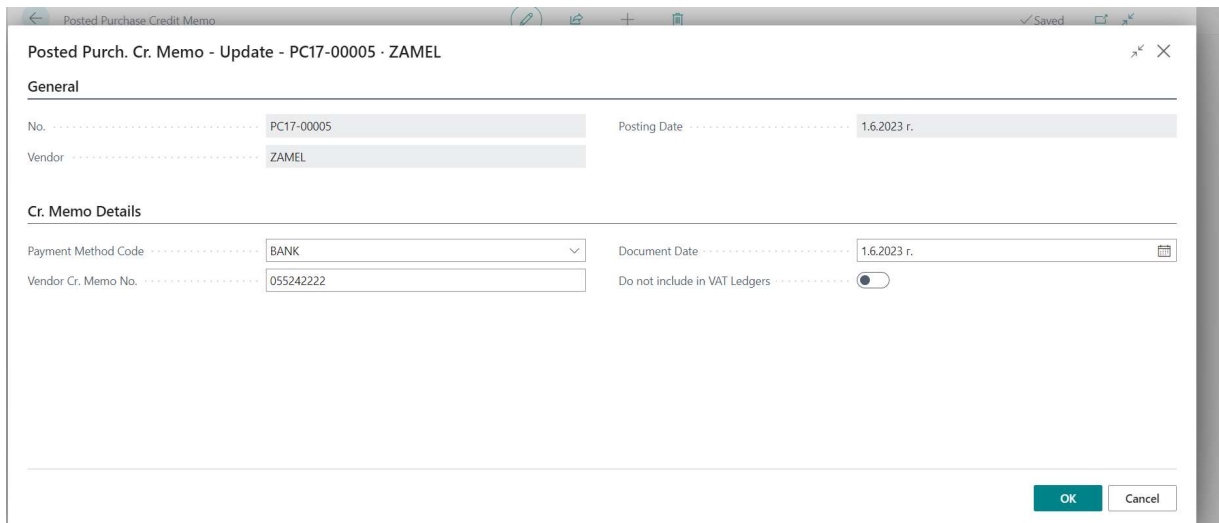 Posted Purchase Credit Memo
Saved
Posted Purch. Cr. Memo - Update - PC17-00005 · ZAMEL
General
No. PC17-00005 Posting Date 1.6.2023 г.
Vendor ZAMEL
Cr. Memo Details
Payment Method Code BANK Document Date 1.6.2023 г.
Vendor Cr. Memo No. 055242222 Do not include in VAT Ledgers
OK Cancel